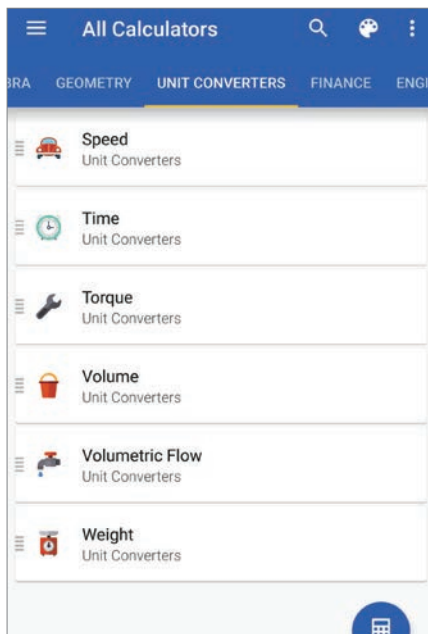 All Calculators
BRA GEOMETRY UNIT CONVERTERS FINANCE ENGI
Speed
Unit Converters
Time
Unit Converters
Torque
Unit Converters
Volume
Unit Converters
Volumetric Flow
Unit Converters
Weight
Unit Converters